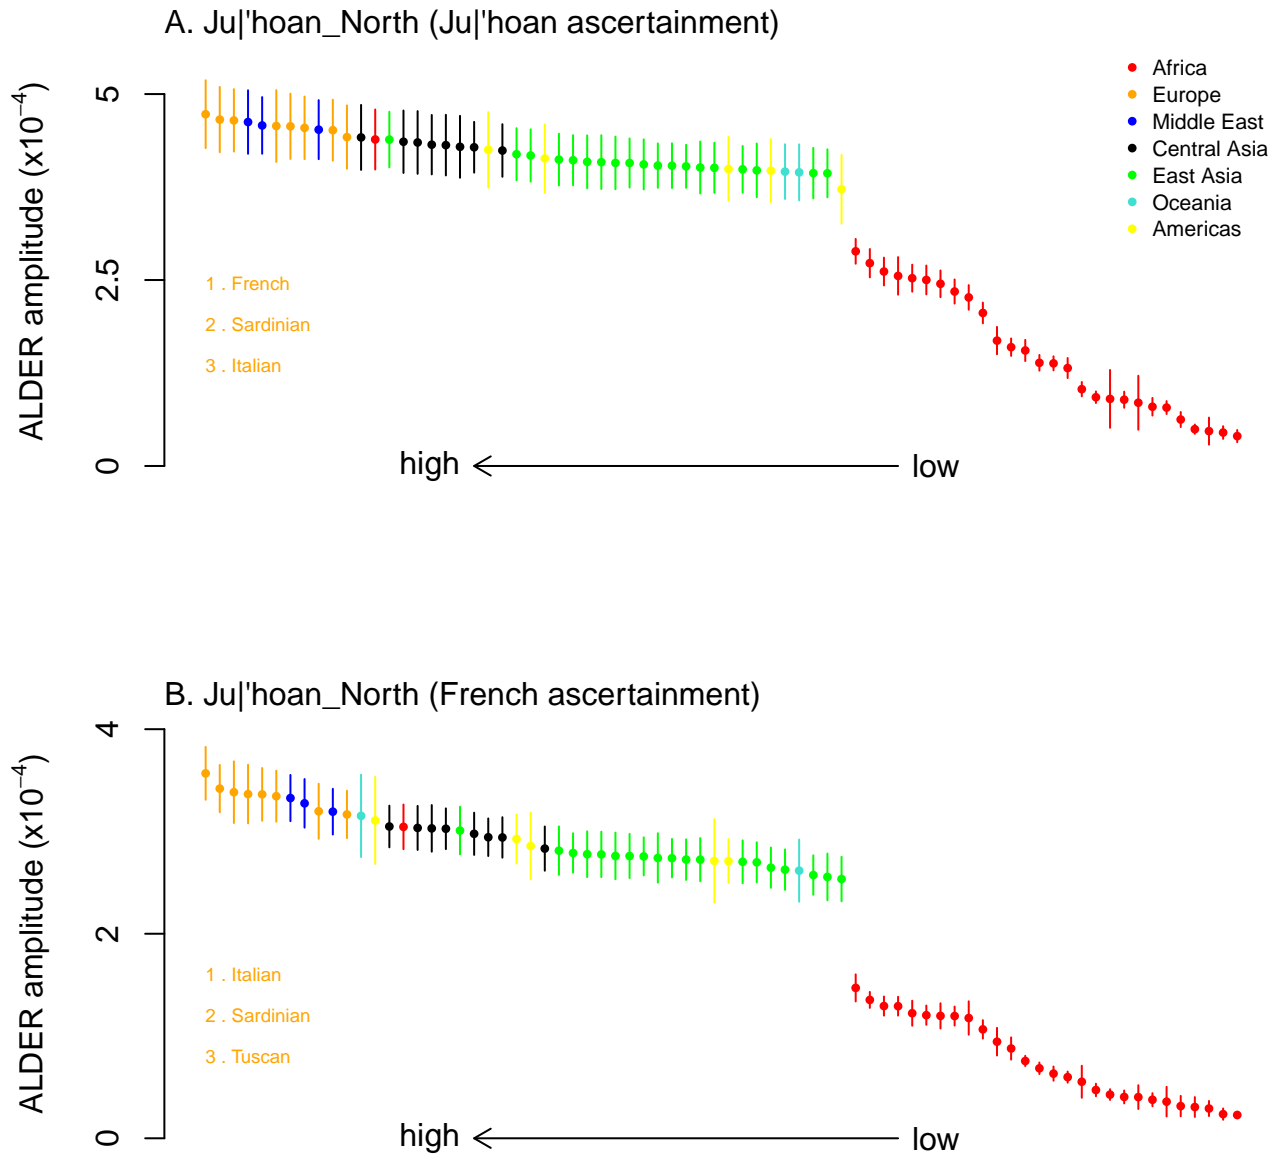 A. Ju|'hoan_North (Ju|'hoan ascertainment)
Africa
Europe
Middle East
Central Asia
East Asia
Oceania
Americas
ALDER amplitude (x10−4)
5
2.5
0
1 . French
2 . Sardinian
3 . Italian
high
low
B. Ju|'hoan_North (French ascertainment)
ALDER amplitude (x10−4)
4
2
0
1 . Italian
2 . Sardinian
3 . Tuscan
high
low